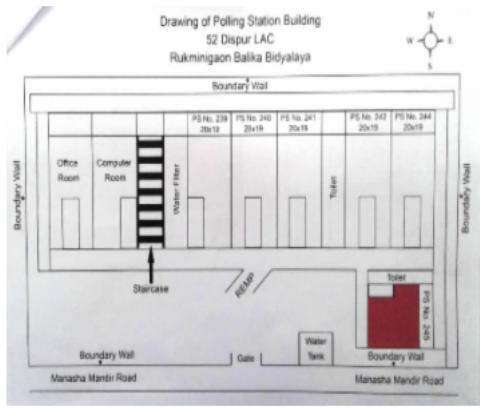 Drawing of Polling Station Building
52 Dispur LAC
Rukminigaon Balika Bidyalaya
N
W E
S
Boundary Wall
PS No. 239
20x19
PS No. 240
20x19
PS No. 241
20x19
PS No. 243
20x19
PS No. 244
20x19
Office
Room
Computer
Room
Water Filter
Toilet
Boundary Wall
Boundary Wall
Staircase
REMP
Toilet
PS No. 245
Water
Tank
Boundary Wall
Gate
Boundary Wall
Manasha Mandir Road
Manasha Mandir Road